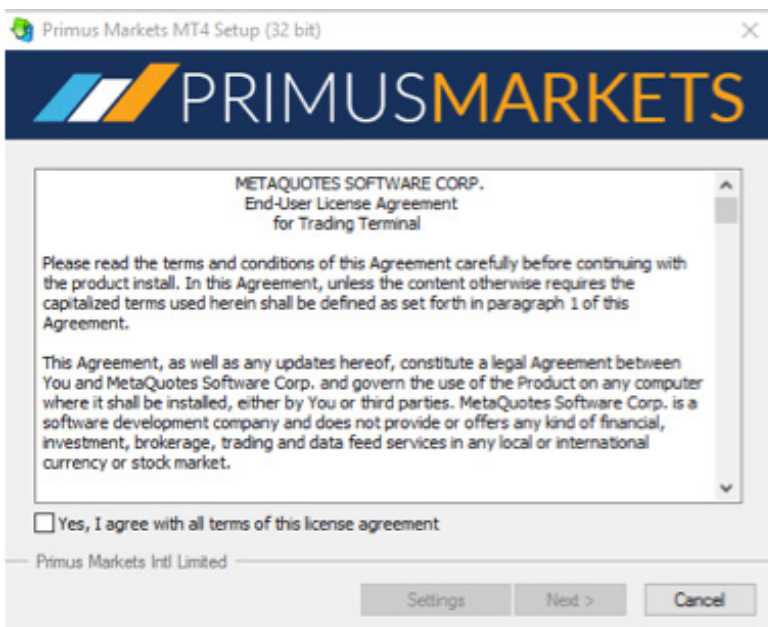 Primus Markets MT4 Setup (32 bit)
PRIMUSMARKETS
METAQUOTES SOFTWARE CORP.
End-User License Agreement
for Trading Terminal
Please read the terms and conditions of this Agreement carefully before continuing with
the product install. In this Agreement, unless the content otherwise requires the
capitalized terms used herein shall be defined as set forth in paragraph 1 of this
Agreement.
This Agreement, as well as any updates hereof, constitute a legal Agreement between
You and MetaQuotes Software Corp. and govern the use of the Product on any computer
where it shall be installed, either by You or third parties. MetaQuotes Software Corp. is a
software development company and does not provide or offers any kind of financial,
investment, brokerage, trading and data feed services in any local or international
currency or stock market.
Yes, I agree with all terms of this license agreement
Primus Markets Intl Limited
Settings Next > Cancel